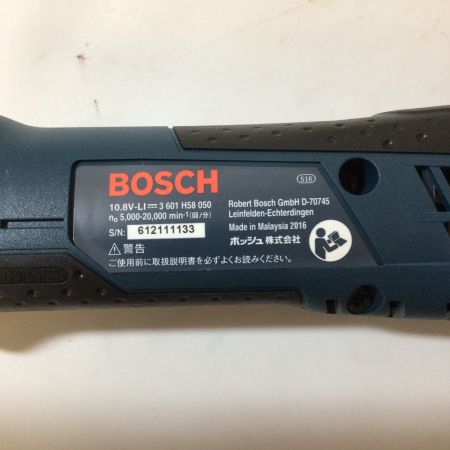 BOSCH
516
10.8V-LI 3 601 H58 050
n₀ 5,000-20,000 min⁻¹(回/分)
S/N: 612111133
Robert Bosch GmbH D-70745
Leinfelden-Echterdingen
Made in Malaysia 2016
ボッシュ株式会社
⚠警告
ご使用前に取扱説明書を必ずよくお読みください。